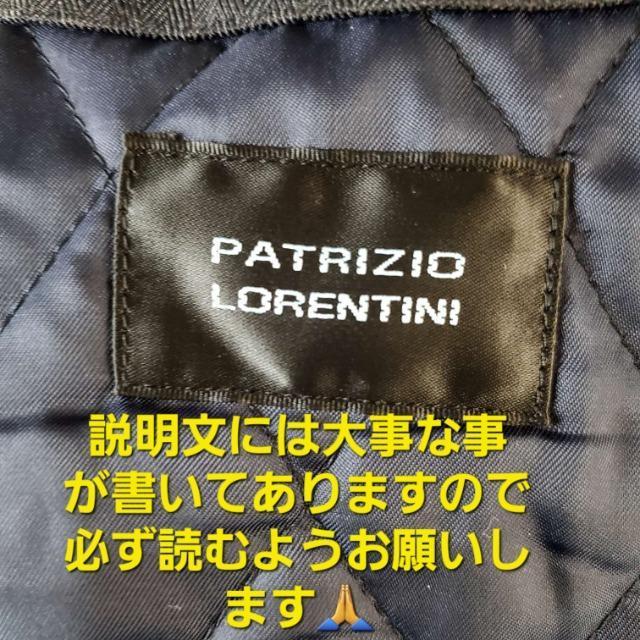 PATRIZIO
LORENTINI
説明文には大事な事
が書いてありますので
必ず読むようお願いし
ます🙏